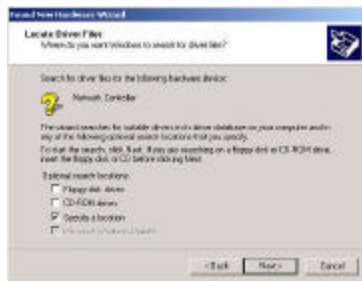 Found New Hardware Wizard
Locate Driver Files
Where do you want Windows to search for driver files?
Search for driver files for the following hardware device:
Network Controller
The wizard searches for suitable drivers in its driver database on your computer and in
any of the following optional search locations that you specify.
To start the search, click Next. If you are searching on a floppy disk or CD-ROM drive,
insert the floppy disk or CD before clicking Next.
Optional search locations:
Floppy disk drives
CD-ROM drives
Specify a location
Microsoft Windows Update
< Back
Next >
Cancel